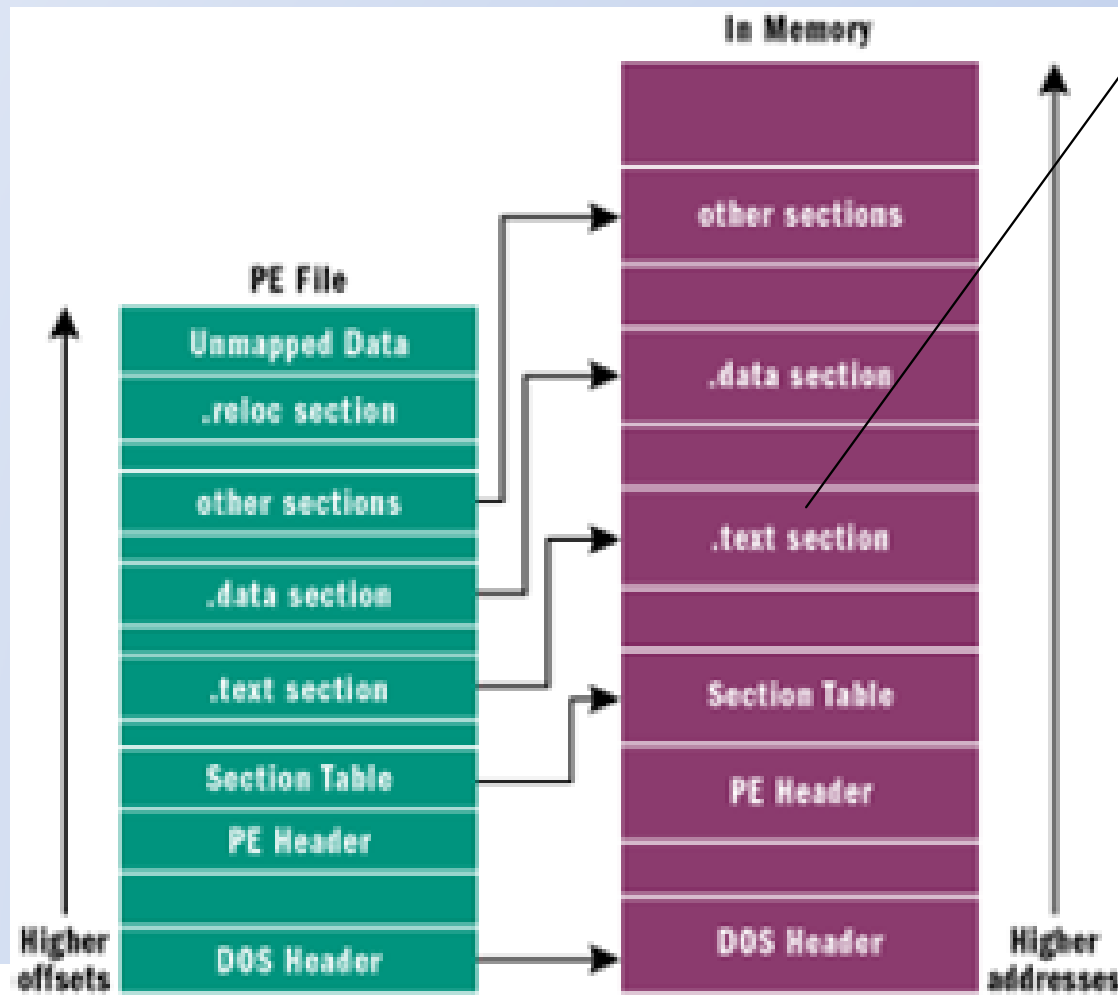 In Memory
other sections
.data section
.text section
Section Table
PE Header
DOS Header
Higher
addresses
PE File
Unmapped Data
.reloc section
other sections
.data section
.text section
Section Table
PE Header
DOS Header
Higher
offsets